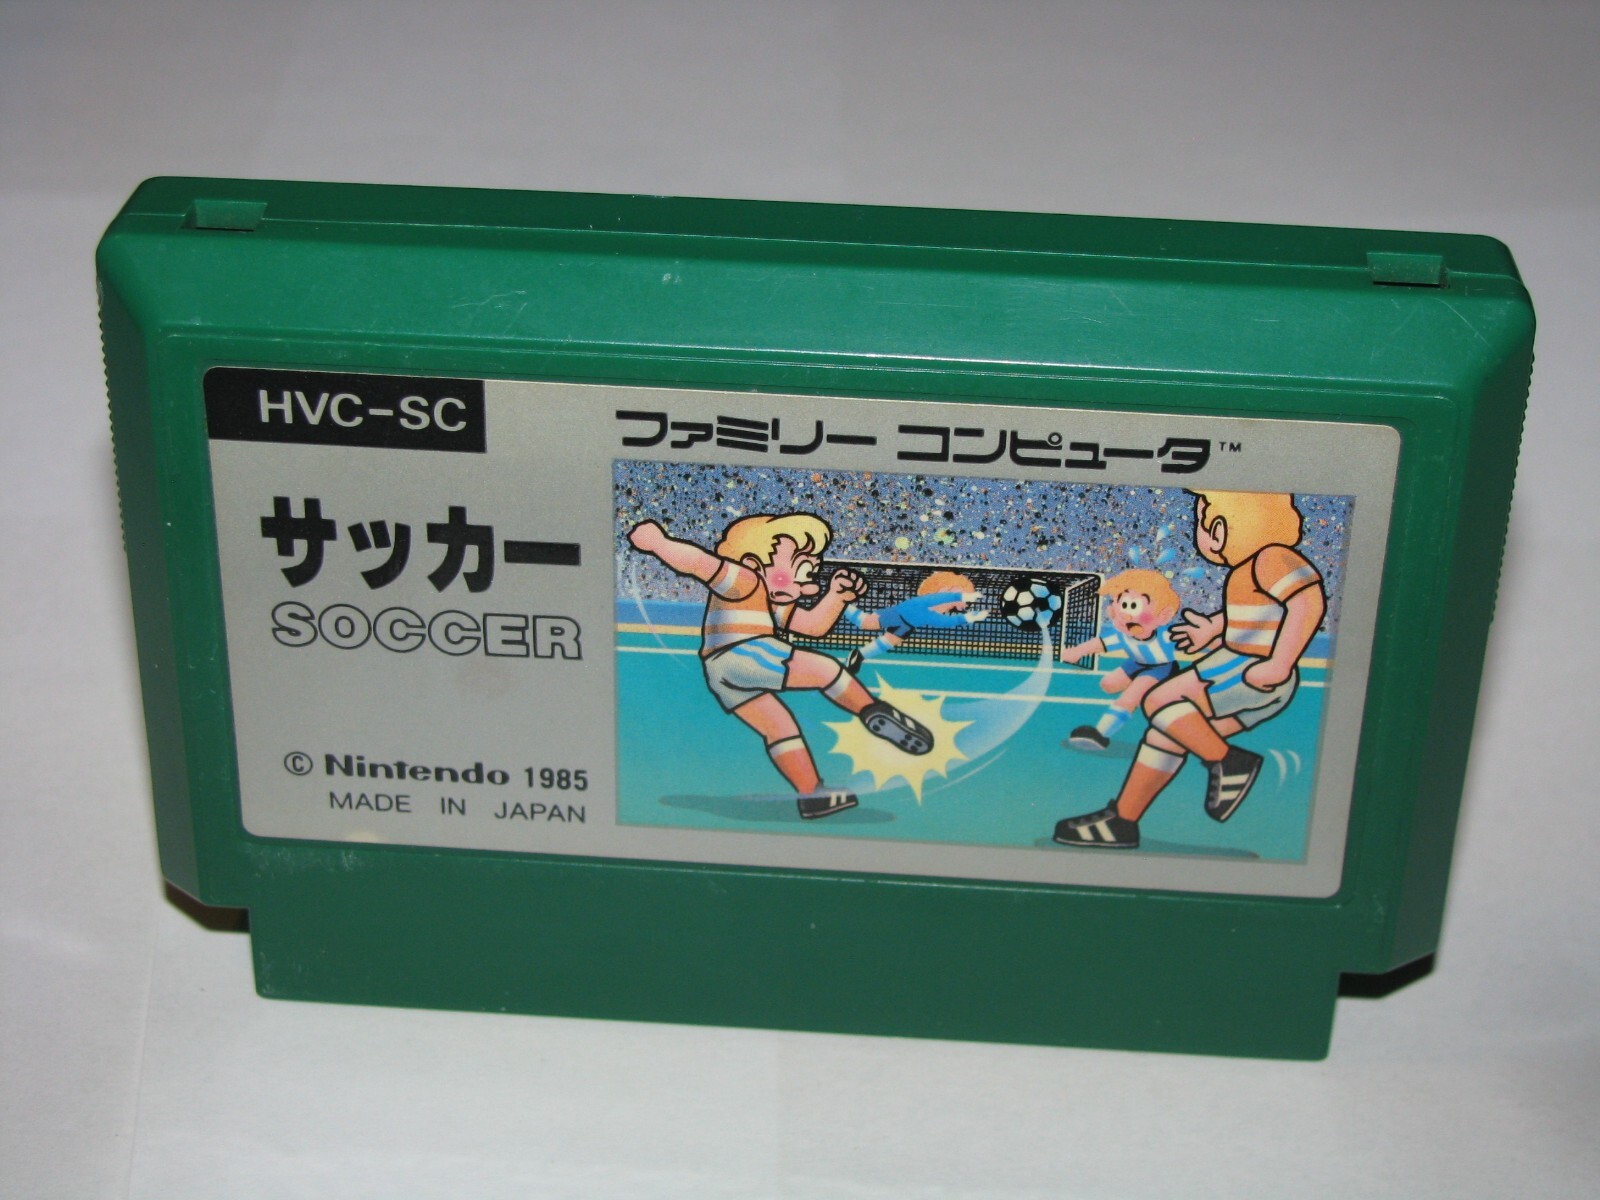 HVC-SC
ファミリー コンピュータ™
サッカー
SOCCER
© Nintendo 1985
MADE IN JAPAN